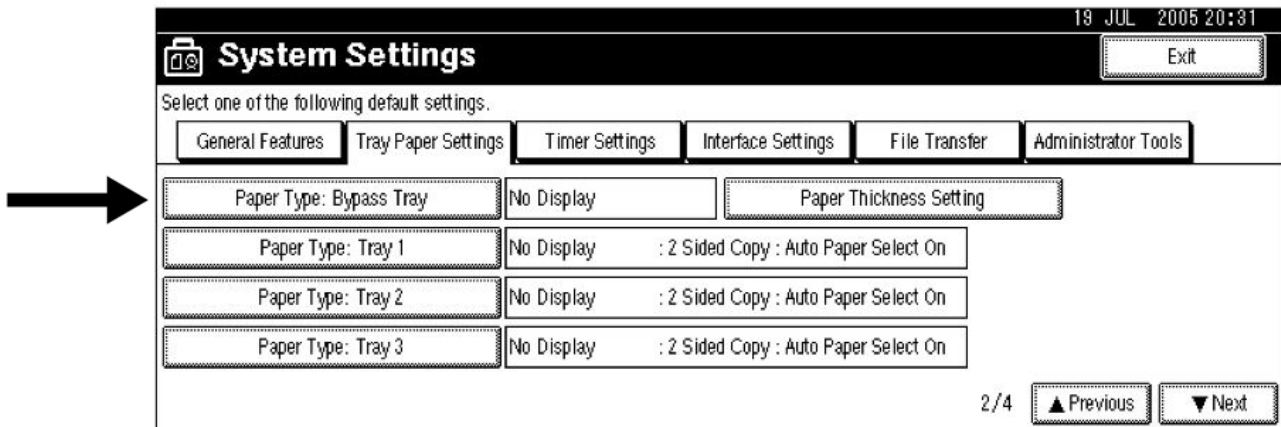 19 JUL 2005 20:31
System Settings
Exit
Select one of the following default settings.
General Features Tray Paper Settings Timer Settings Interface Settings File Transfer Administrator Tools
Paper Type: Bypass Tray No Display Paper Thickness Setting
Paper Type: Tray 1 No Display : 2 Sided Copy : Auto Paper Select On
Paper Type: Tray 2 No Display : 2 Sided Copy : Auto Paper Select On
Paper Type: Tray 3 No Display : 2 Sided Copy : Auto Paper Select On
2/4 ▲Previous ▼Next